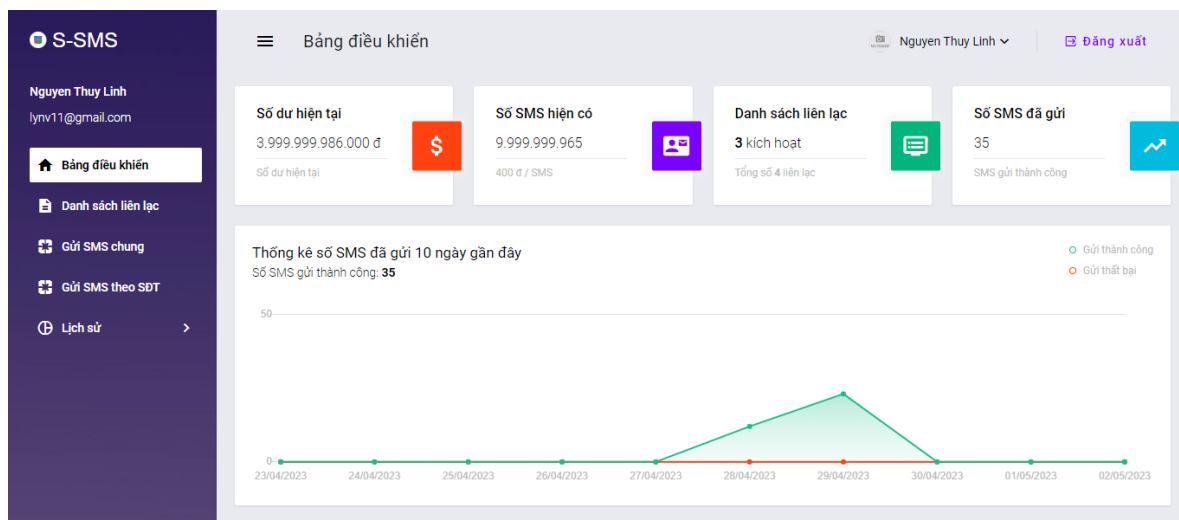 S-SMS
Nguyen Thuy Linh
lynv11@gmail.com
Bảng điều khiển
Danh sách liên lạc
Gửi SMS chung
Gửi SMS theo SĐT
Lịch sử
Bảng điều khiển
Nguyen Thuy Linh
Đăng xuất
Số dư hiện tại
3.999.999.986.000 đ
Số dư hiện tại
$
Số SMS hiện có
9.999.999.965
400 đ / SMS
Danh sách liên lạc
3 kích hoạt
Tổng số 4 liên lạc
Số SMS đã gửi
35
SMS gửi thành công
Thống kê số SMS đã gửi 10 ngày gần đây
Số SMS gửi thành công: 35
Gửi thành công
Gửi thất bại
50
0
23/04/2023 24/04/2023 25/04/2023 26/04/2023 27/04/2023 28/04/2023 29/04/2023 30/04/2023 01/05/2023 02/05/2023